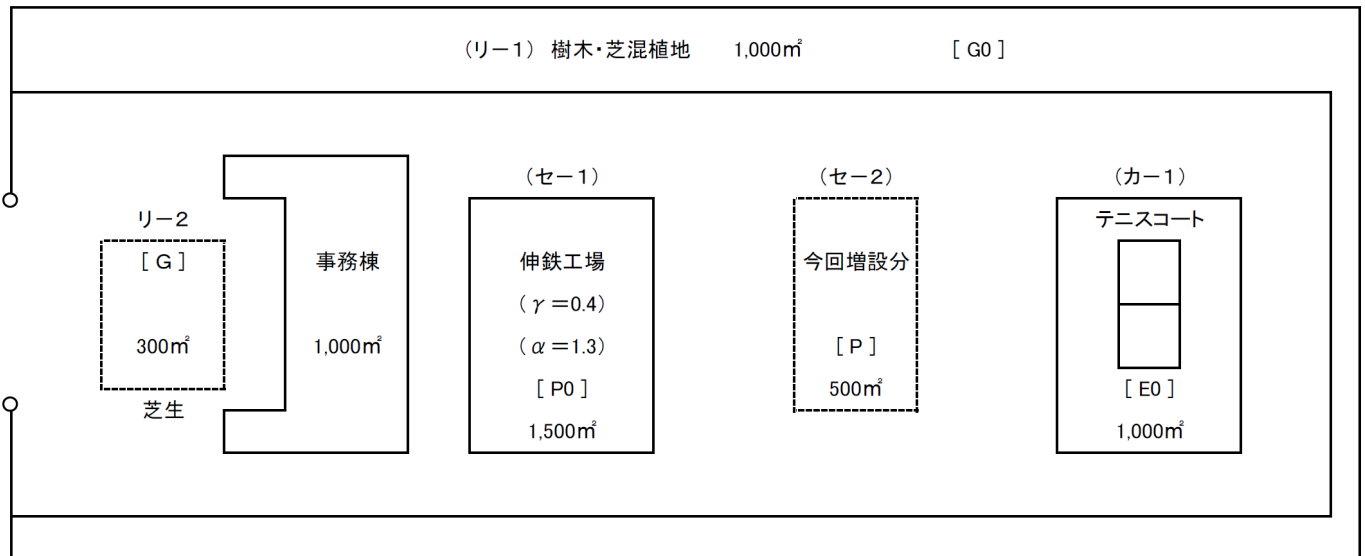 （リー１） 樹木・芝混植地 1,000㎡ [ G0 ]
リー２
[ G ]
300㎡
芝生
事務棟
1,000㎡
（セー１）
伸鉄工場
（γ＝0.4）
（α＝1.3）
[ P0 ]
1,500㎡
（セー２）
今回増設分
[ P ]
500㎡
（カー１）
テニスコート
[ E0 ]
1,000㎡